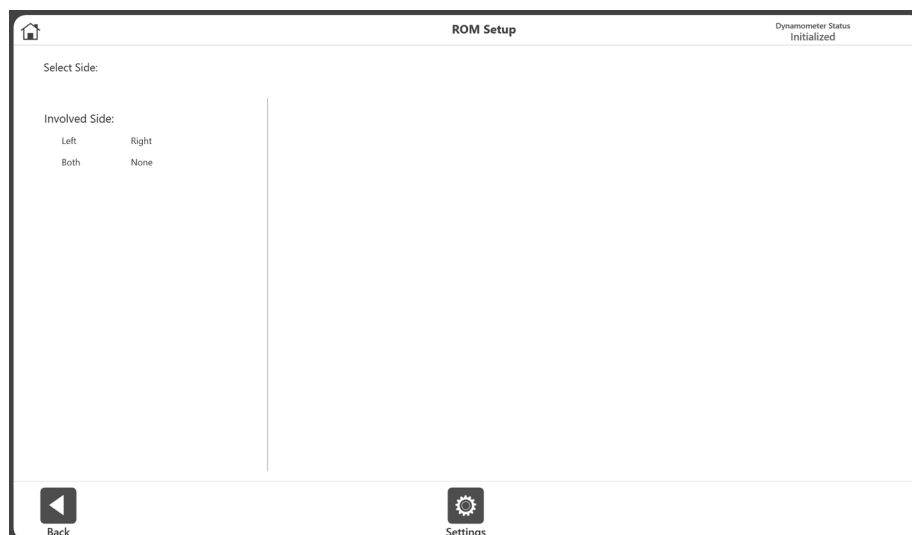 ROM Setup
Dynamometer Status
Initialized
Select Side:
Involved Side:
Left Right
Both None
Back
Settings